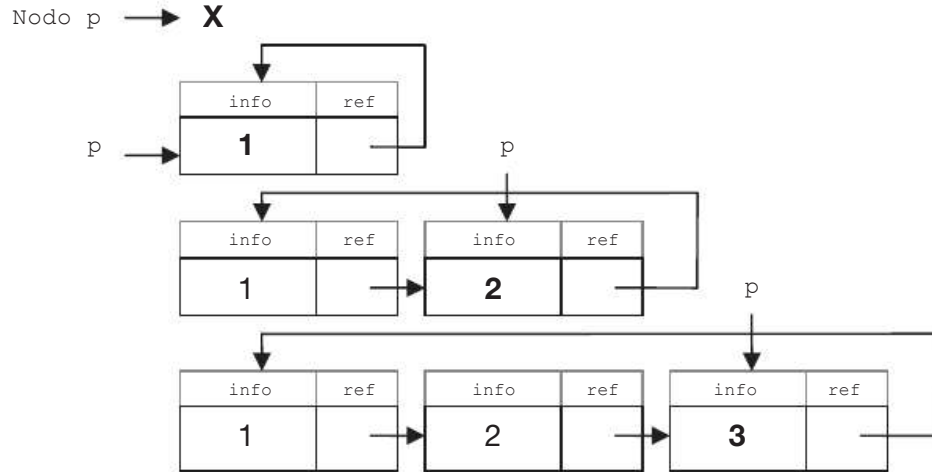 Nodo p X
info ref
p 1
p
info ref info ref
1 2
p
info ref info ref info ref
1 2 3